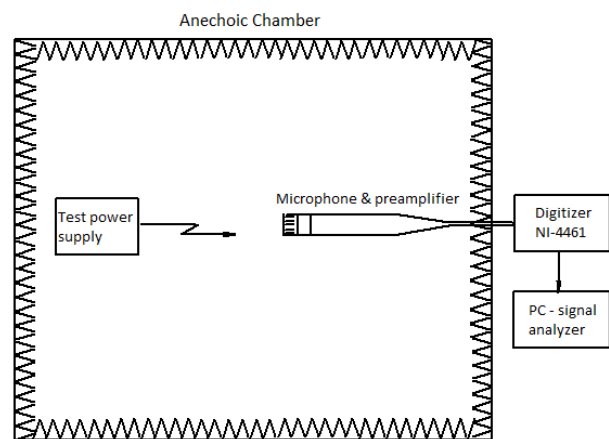 Anechoic Chamber
Microphone & preamplifier
Test power
supply
Digitizer
NI-4461
PC - signal
analyzer